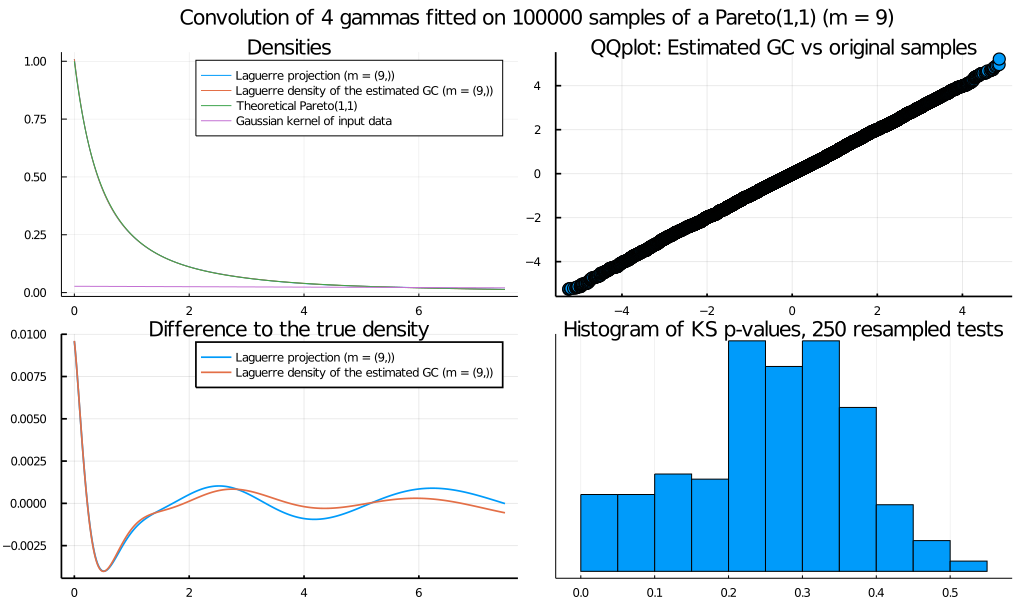 Convolution of 4 gammas fitted on 100000 samples of a Pareto(1,1) (m = 9)
Densities
Laguerre projection (m = (9,))
Laguerre density of the estimated GC (m = (9,))
Theoretical Pareto(1,1)
Gaussian kernel of input data
1.00
0.75
0.50
0.25
0.00
0 2 4 6
QQplot: Estimated GC vs original samples
4
2
0
−2
−4
−4 −2 0 2 4
Difference to the true density
Laguerre projection (m = (9,))
Laguerre density of the estimated GC (m = (9,))
0.0100
0.0075
0.0050
0.0025
0.0000
−0.0025
0 2 4 6
Histogram of KS p-values, 250 resampled tests
0.0 0.1 0.2 0.3 0.4 0.5